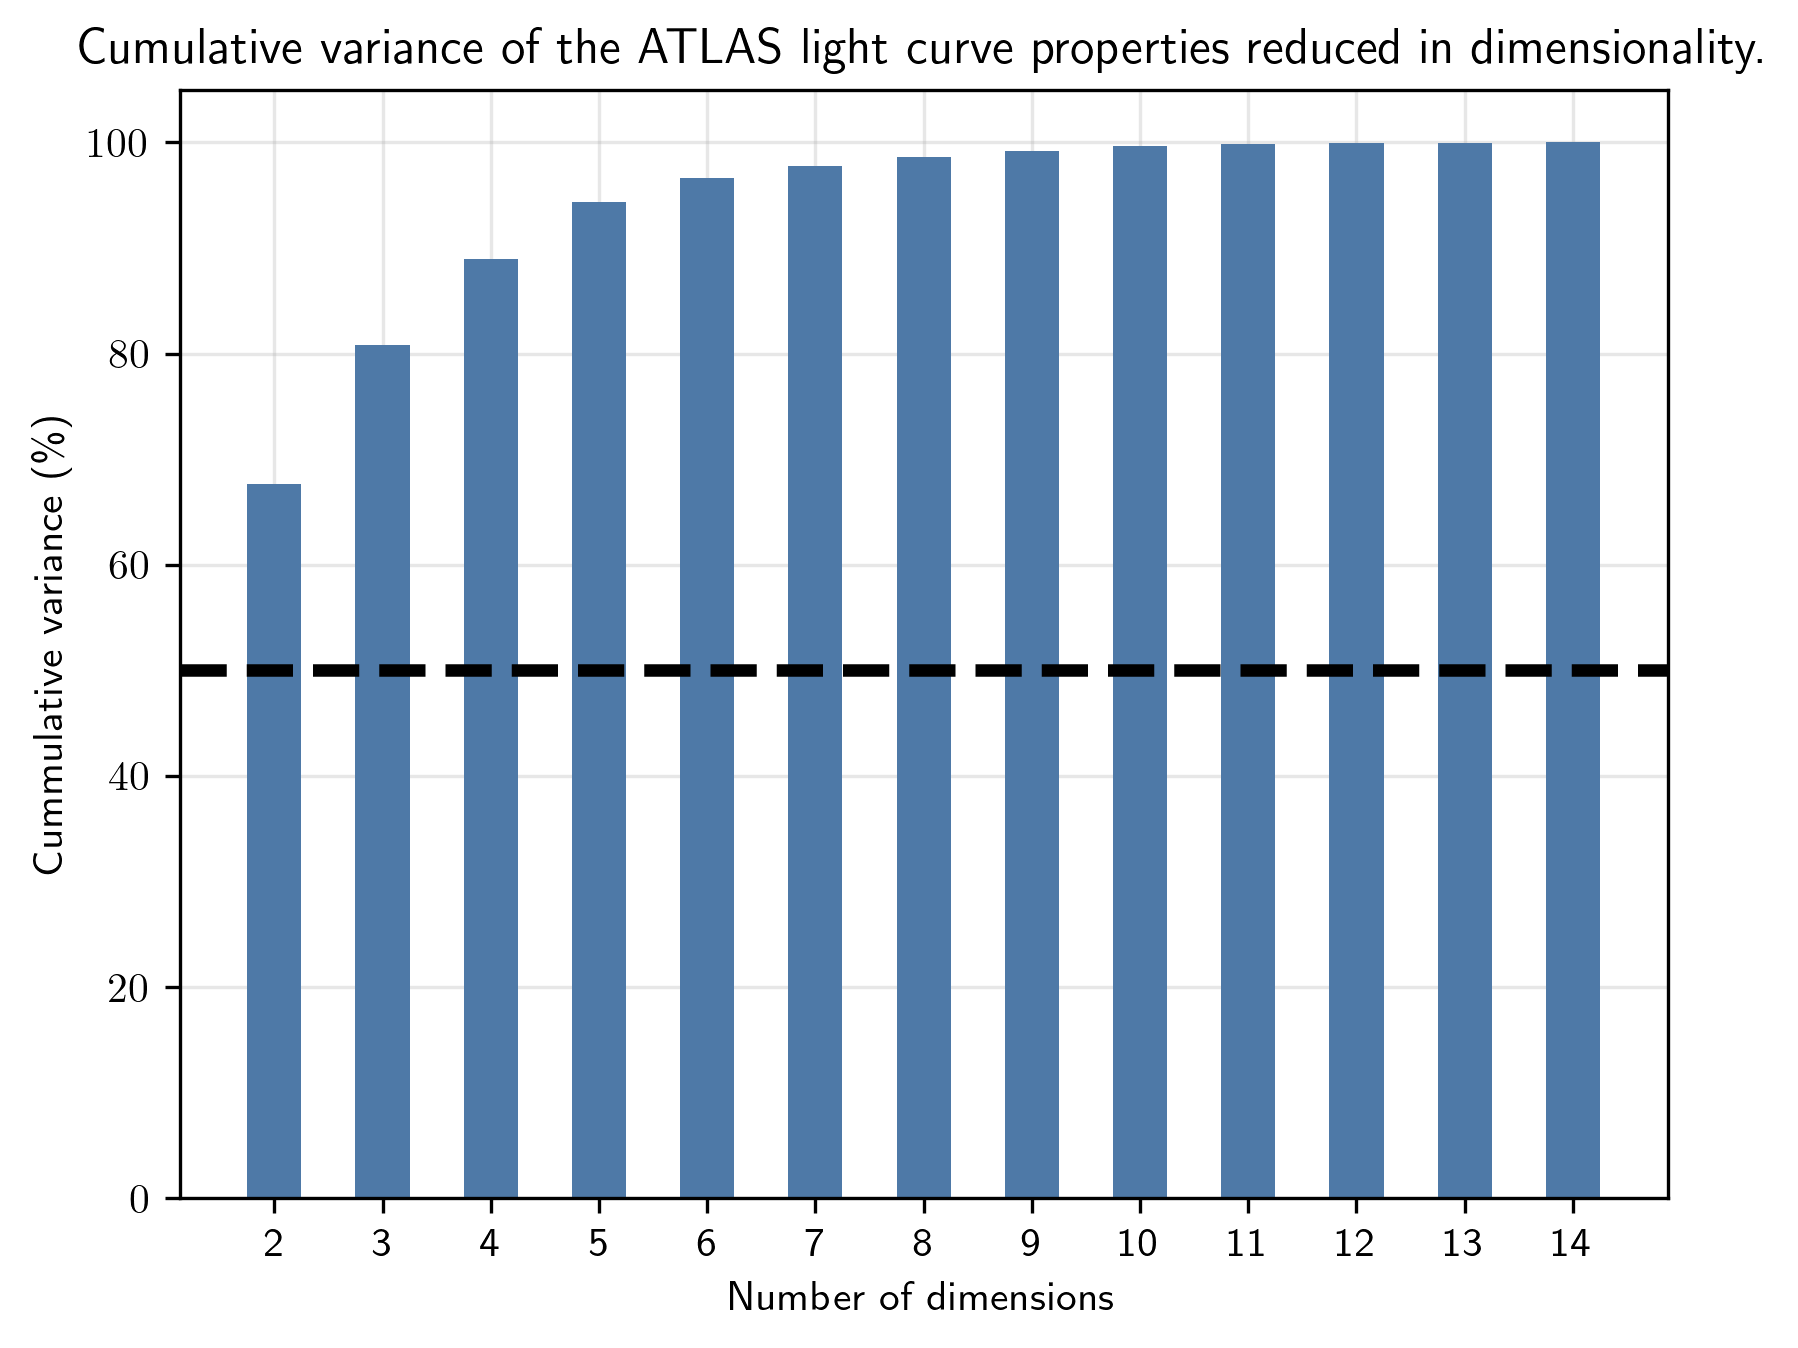 Cumulative variance of the ATLAS light curve properties reduced in dimensionality.
Cummulative variance (%)
100
80
60
40
20
0
2 3 4 5 6 7 8 9 10 11 12 13 14
Number of dimensions